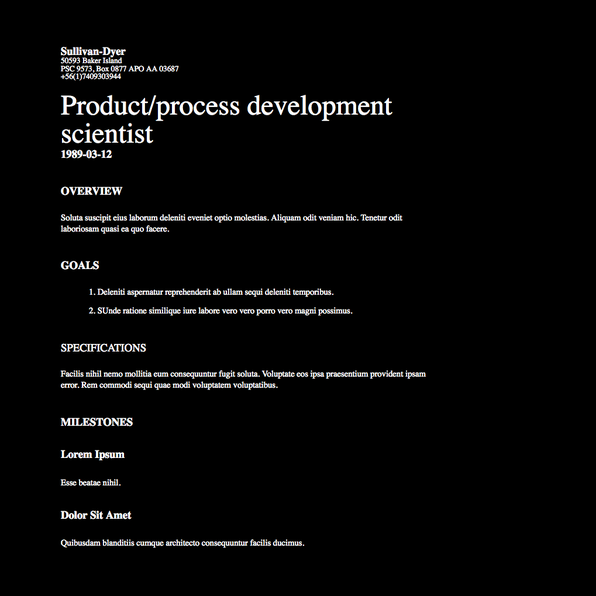 Sullivan-Dyer
50593 Baker Island
PSC 9573, Box 0877 APO AA 03687
+56(1)7409303944
Product/process development
scientist
1989-03-12
OVERVIEW
Soluta suscipit eius laborum deleniti eveniet optio molestias. Aliquam odit veniam hic. Tenetur odit
laboriosam quasi ea quo facere.
GOALS
1. Deleniti aspernatur reprehenderit ab ullam sequi deleniti temporibus.
2. SUnde ratione similique iure labore vero vero porro vero magni possimus.
SPECIFICATIONS
Facilis nihil nemo mollitia eum consequuntur fugit soluta. Voluptate eos ipsa praesentium provident ipsam
error. Rem commodi sequi quae modi voluptatem voluptatibus.
MILESTONES
Lorem Ipsum
Esse beatae nihil.
Dolor Sit Amet
Quibusdam blanditiis cumque architecto consequuntur facilis ducimus.